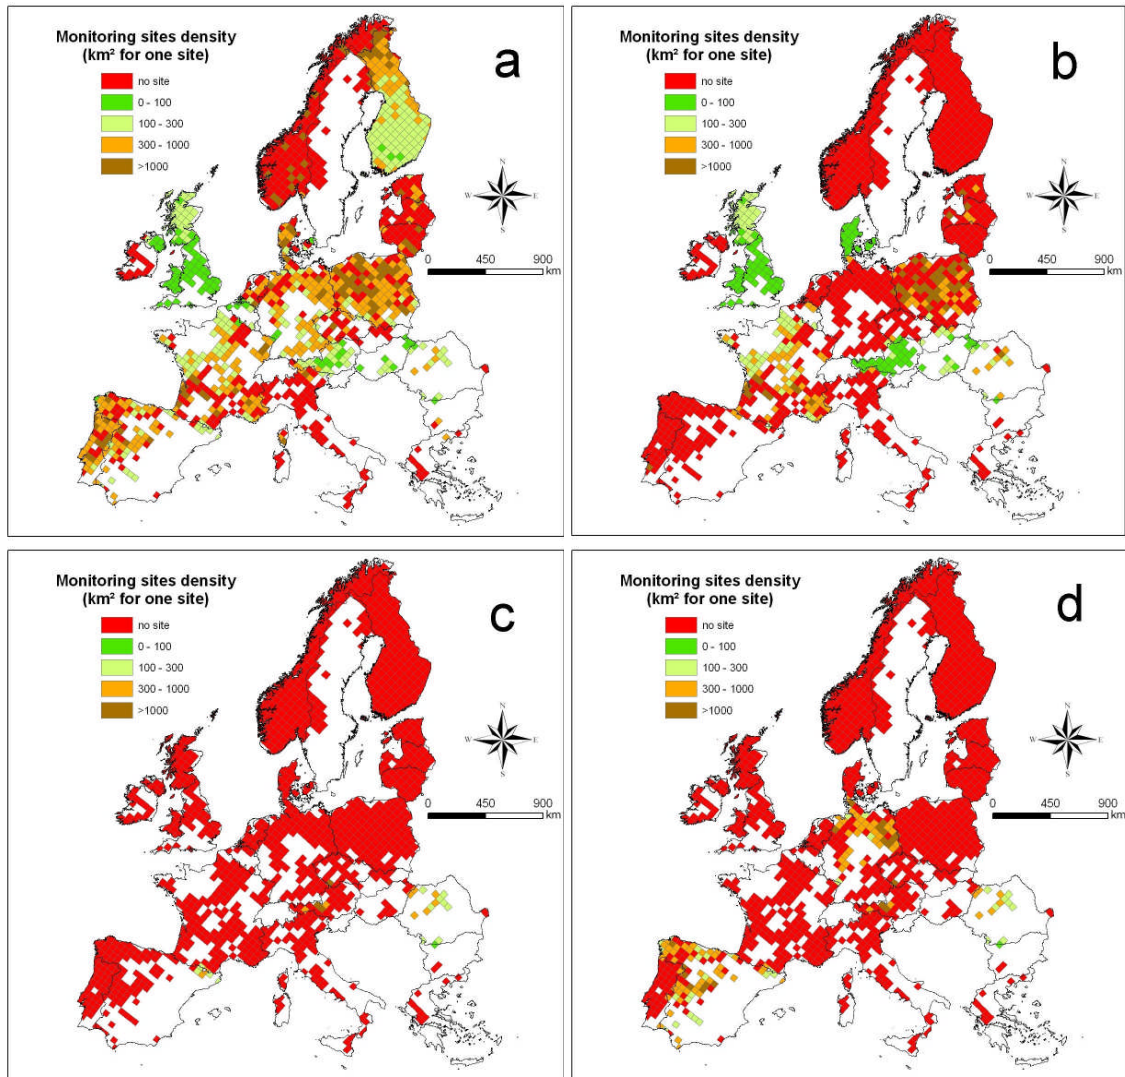 Monitoring sites density
(km² for one site)
no site
0 - 100
100 - 300
300 - 1000
>1000
a
N
W E
S
0 450 900
km
Monitoring sites density
(km² for one site)
no site
0 - 100
100 - 300
300 - 1000
>1000
b
N
W E
S
0 450 900
km
Monitoring sites density
(km² for one site)
no site
0 - 100
100 - 300
300 - 1000
>1000
c
N
W E
S
0 450 900
km
Monitoring sites density
(km² for one site)
no site
0 - 100
100 - 300
300 - 1000
>1000
d
N
W E
S
0 450 900
km